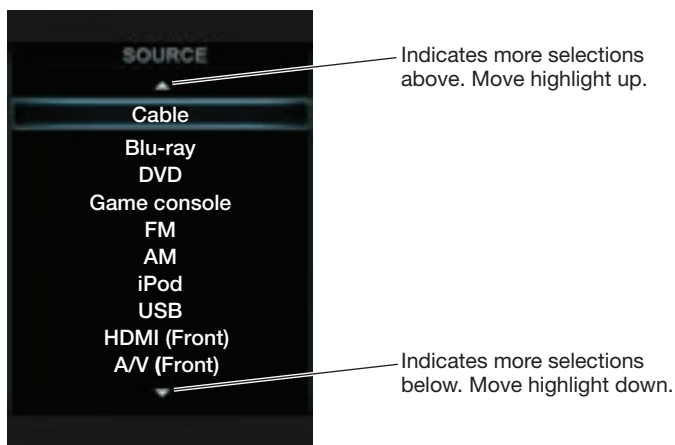 SOURCE
Indicates more selections
above. Move highlight up.
Cable
Blu-ray
DVD
Game console
FM
AM
iPod
USB
HDMI (Front)
A/V (Front)
Indicates more selections
below. Move highlight down.